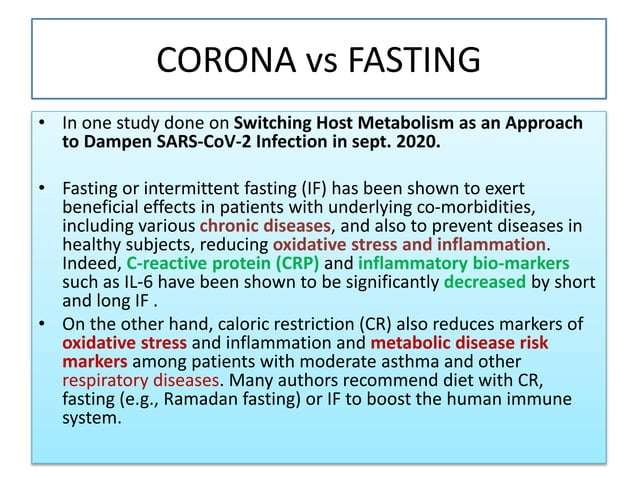 CORONA vs FASTING
• In one study done on Switching Host Metabolism as an Approach
to Dampen SARS-CoV-2 Infection in sept. 2020.
• Fasting or intermittent fasting (IF) has been shown to exert
beneficial effects in patients with underlying co-morbidities,
including various chronic diseases, and also to prevent diseases in
healthy subjects, reducing oxidative stress and inflammation.
Indeed, C-reactive protein (CRP) and inflammatory bio-markers
such as IL-6 have been shown to be significantly decreased by short
and long IF .
• On the other hand, caloric restriction (CR) also reduces markers of
oxidative stress and inflammation and metabolic disease risk
markers among patients with moderate asthma and other
respiratory diseases. Many authors recommend diet with CR,
fasting (e.g., Ramadan fasting) or IF to boost the human immune
system.